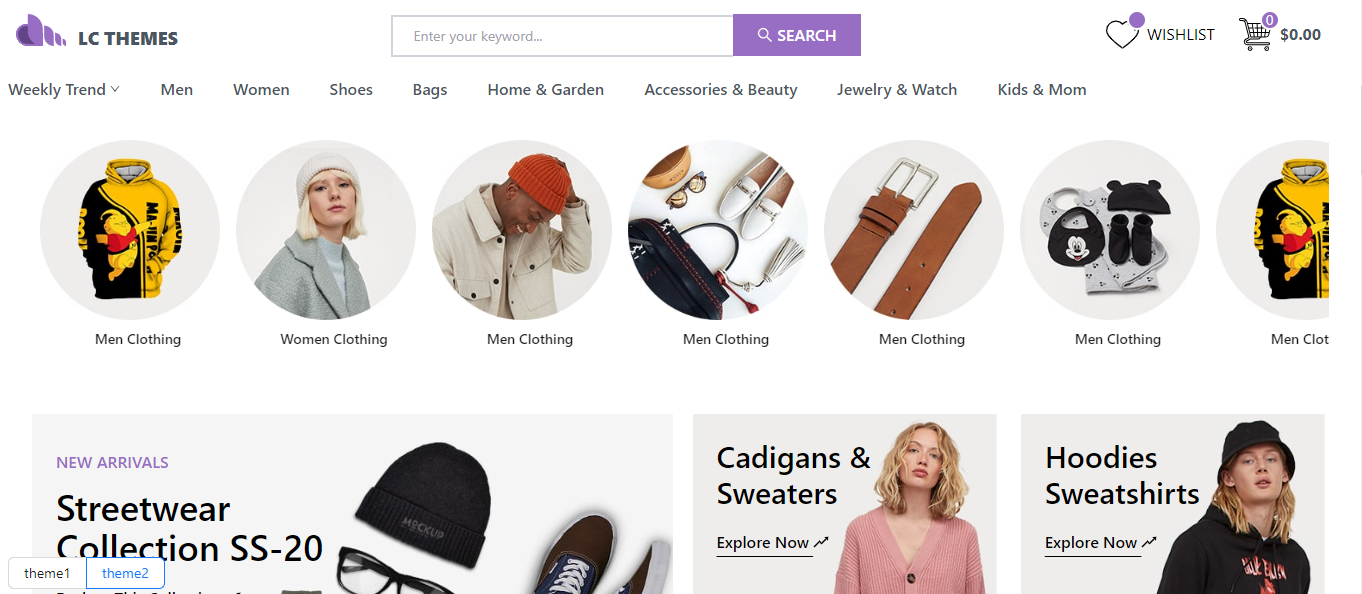 LC THEMES
Enter your keyword...
SEARCH
WISHLIST
0
$0.00
Weekly Trend
Men
Women
Shoes
Bags
Home & Garden
Accessories & Beauty
Jewelry & Watch
Kids & Mom
Men Clothing
Women Clothing
Men Clothing
Men Clothing
Men Clothing
Men Clothing
Men Clot
NEW ARRIVALS
Streetwear
Collection SS-20
MOCKUP
Cadigans &
Sweaters
Explore Now
Hoodies
Sweatshirts
Explore Now
theme1
theme2